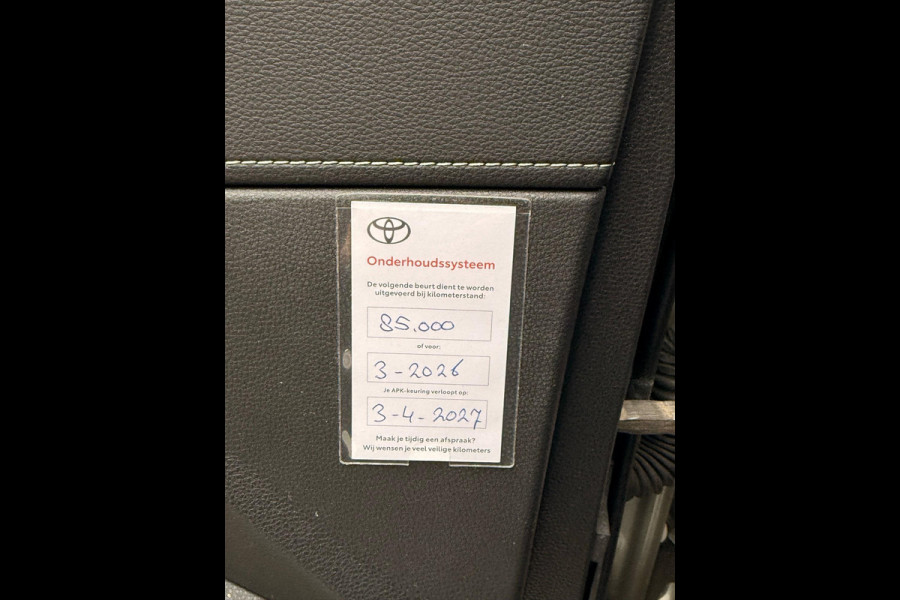 Onderhoudssysteem
De volgende beurt dient te worden
uitgevoerd bij kilometerstand:
85.000
of voor:
3-2026
Je APK-keuring verloopt op:
3-4-2027
Maak je tijdig een afspraak?
Wij wensen je veel veilige kilometers